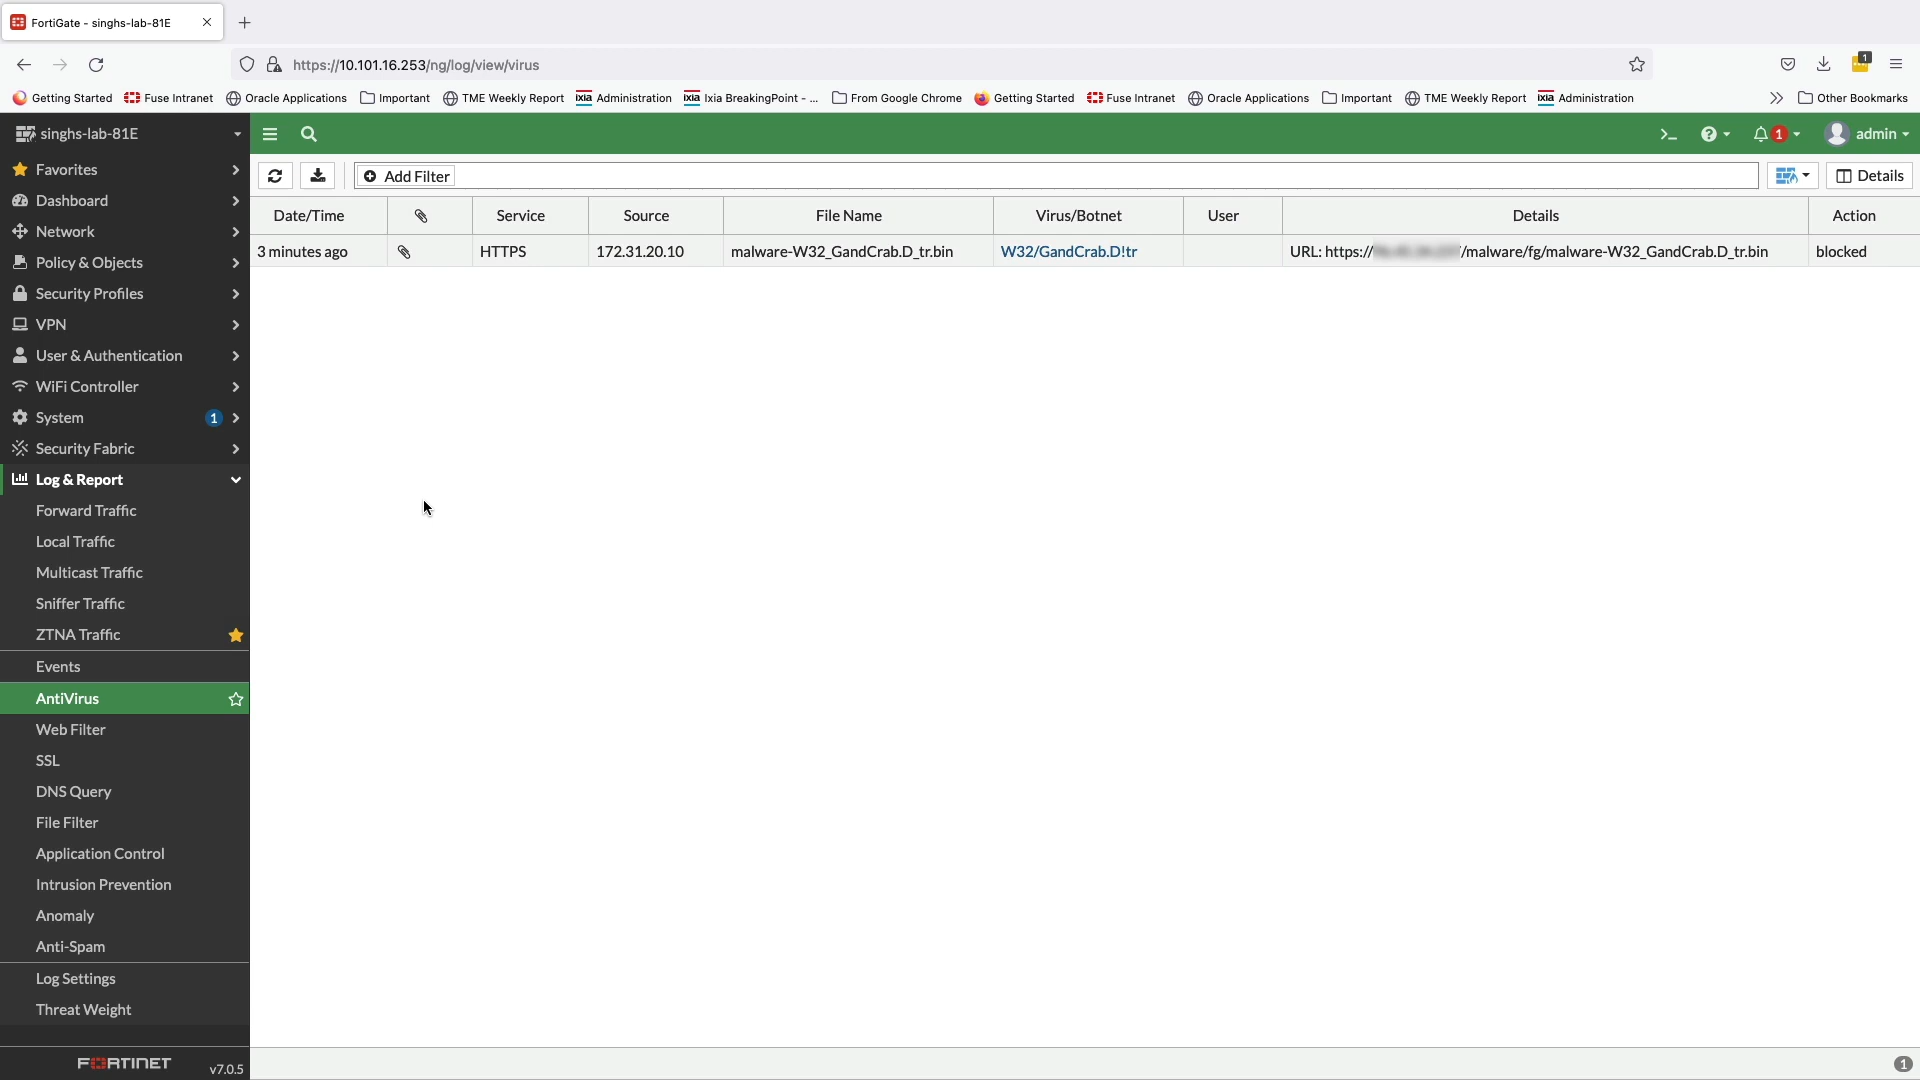 FortiGate - singhs-lab-81E
https://10.101.16.253/ng/log/view/virus
1
Getting Started Fuse Intranet Oracle Applications Important TME Weekly Report ixia Administration ixia Ixia BreakingPoint - ... From Google Chrome Getting Started Fuse Intranet Oracle Applications Important TME Weekly Report ixia Administration Other Bookmarks
singhs-lab-81E
1 admin
Favorites
Dashboard
Network
Policy & Objects
Security Profiles
VPN
User & Authentication
WiFi Controller
System 1
Security Fabric
Log & Report
Forward Traffic
Local Traffic
Multicast Traffic
Sniffer Traffic
ZTNA Traffic
Events
AntiVirus
Web Filter
SSL
DNS Query
File Filter
Application Control
Intrusion Prevention
Anomaly
Anti-Spam
Log Settings
Threat Weight
FORTINET v7.0.5
Add Filter Details
Date/Time Service Source File Name Virus/Botnet User Details Action
3 minutes ago HTTPS 172.31.20.10 malware-W32_GandCrab.D_tr.bin W32/GandCrab.D!tr URL: https:// /malware/fg/malware-W32_GandCrab.D_tr.bin blocked
1